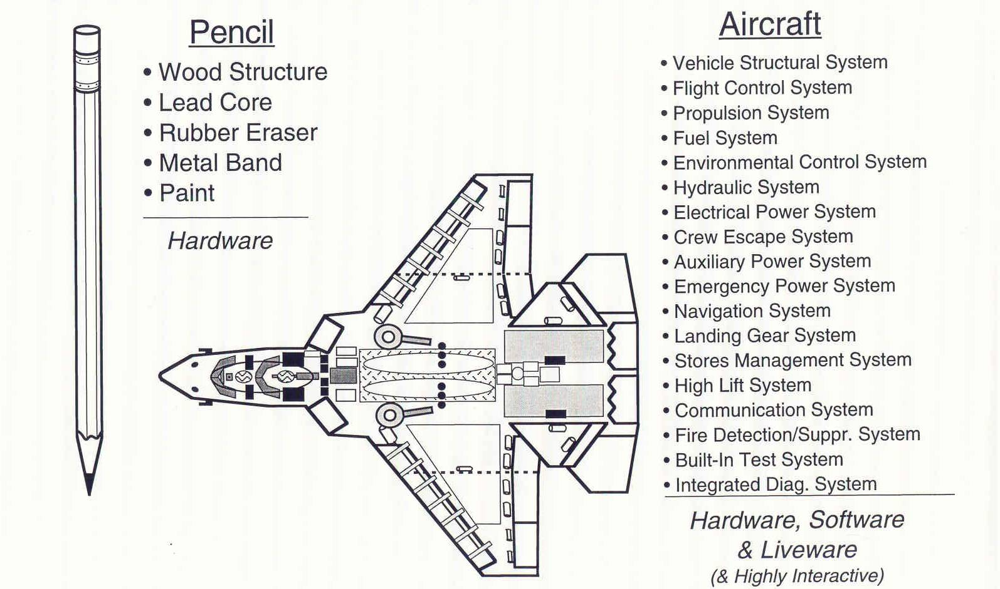 Pencil
• Wood Structure
• Lead Core
• Rubber Eraser
• Metal Band
• Paint
Hardware
Aircraft
• Vehicle Structural System
• Flight Control System
• Propulsion System
• Fuel System
• Environmental Control System
• Hydraulic System
• Electrical Power System
• Crew Escape System
• Auxiliary Power System
• Emergency Power System
• Navigation System
• Landing Gear System
• Stores Management System
• High Lift System
• Communication System
• Fire Detection/Suppr. System
• Built-In Test System
• Integrated Diag. System
Hardware, Software
& Liveware
(& Highly Interactive)